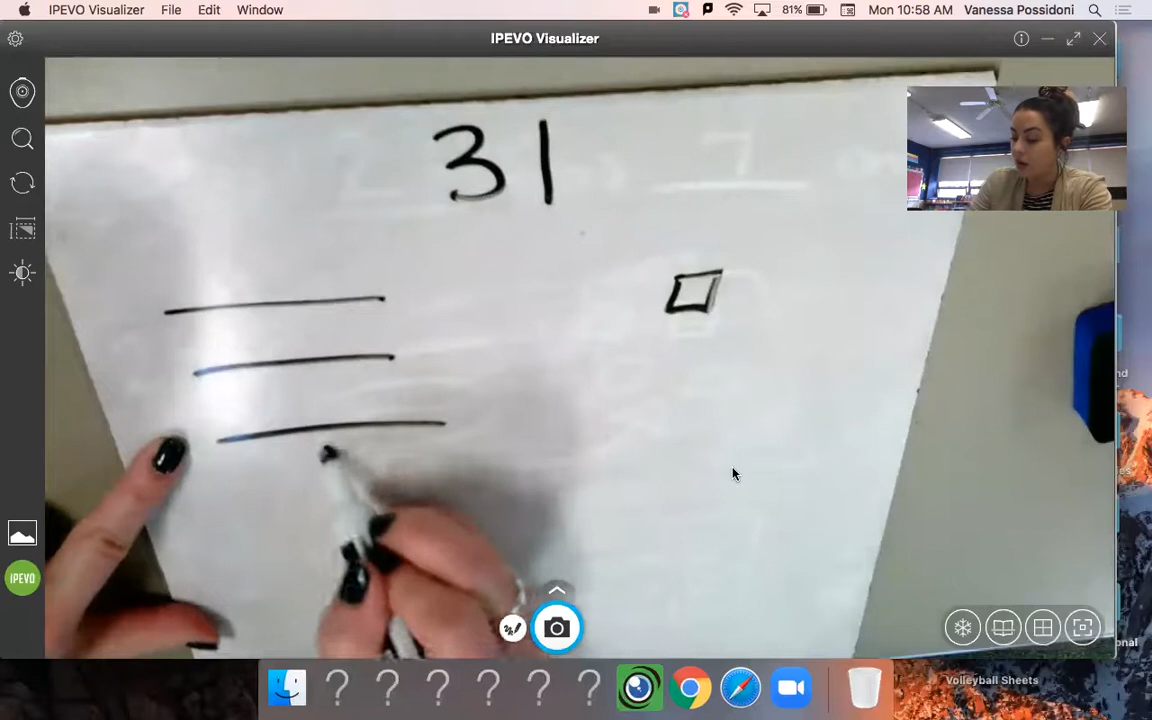 IPEVO Visualizer File Edit Window 81% Mon 10:58 AM Vanessa Possidoni
IPEVO Visualizer
31
IPEVO
? ? ? ? ? ?
Volleyball Sheets